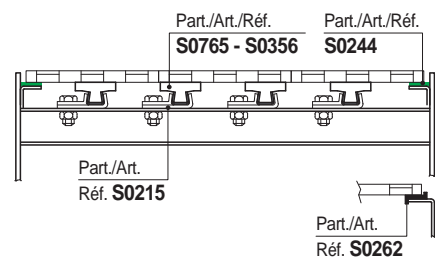 Part./Art./Réf.
S0765 - S0356
Part./Art./Réf.
S0244
Part./Art.
Réf. S0215
Part./Art.
Réf. S0262